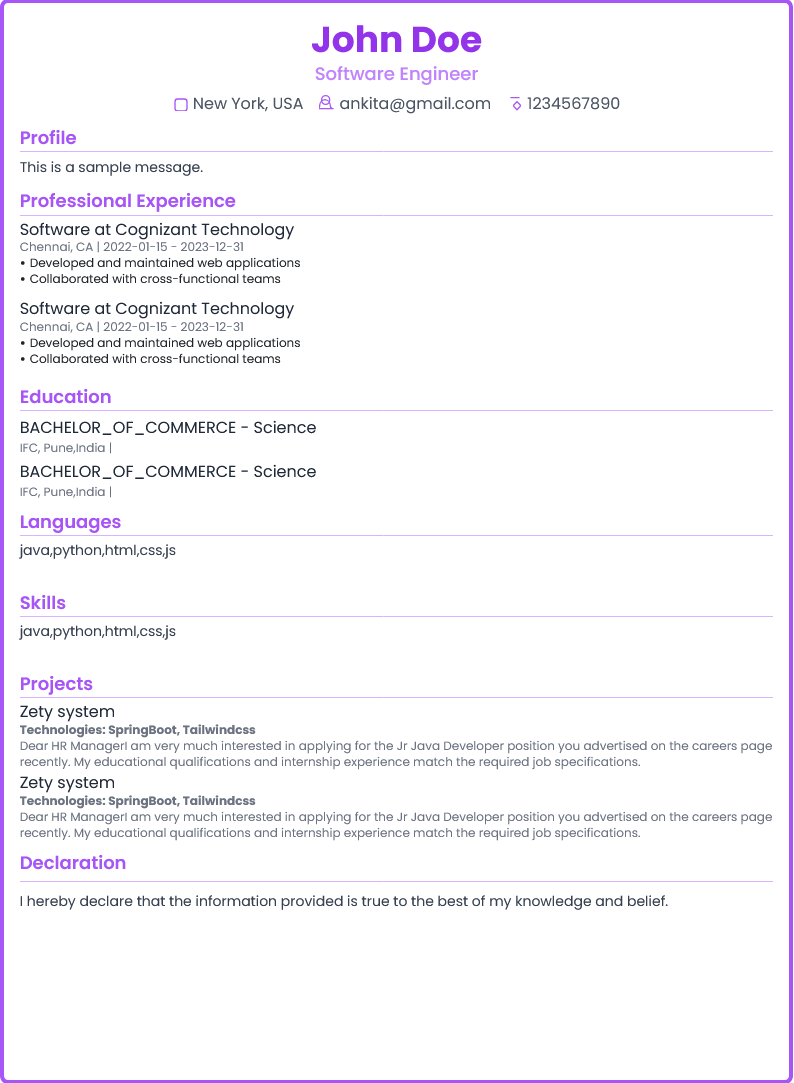 John Doe
Software Engineer
New York, USA ankita@gmail.com 1234567890
Profile
This is a sample message.
Professional Experience
Software at Cognizant Technology
Chennai, CA | 2022-01-15 - 2023-12-31
• Developed and maintained web applications
• Collaborated with cross-functional teams
Software at Cognizant Technology
Chennai, CA | 2022-01-15 - 2023-12-31
• Developed and maintained web applications
• Collaborated with cross-functional teams
Education
BACHELOR_OF_COMMERCE - Science
IFC, Pune,India |
BACHELOR_OF_COMMERCE - Science
IFC, Pune,India |
Languages
java,python,html,css,js
Skills
java,python,html,css,js
Projects
Zety system
Technologies: SpringBoot, Tailwindcss
Dear HR ManagerI am very much interested in applying for the Jr Java Developer position you advertised on the careers page
recently. My educational qualifications and internship experience match the required job specifications.
Zety system
Technologies: SpringBoot, Tailwindcss
Dear HR ManagerI am very much interested in applying for the Jr Java Developer position you advertised on the careers page
recently. My educational qualifications and internship experience match the required job specifications.
Declaration
I hereby declare that the information provided is true to the best of my knowledge and belief.